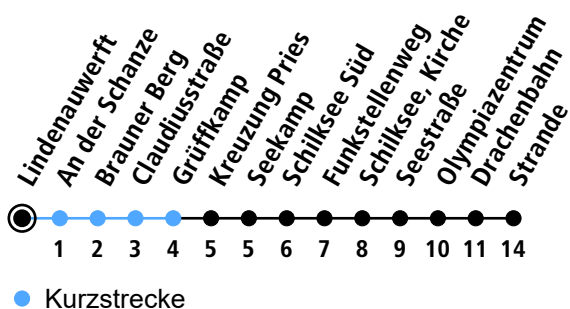 Lindenauwerft
An der Schanze
Brauner Berg
Claudiusstraße
Grüffkamp
Kreuzung Pries
Seekamp
Schilksee Süd
Funkstellenweg
Schilksee, Kirche
Seestraße
Olympiazentrum
Drachenbahn
Strande
1 2 3 4 5 5 6 7 8 9 10 11 14
Kurzstrecke